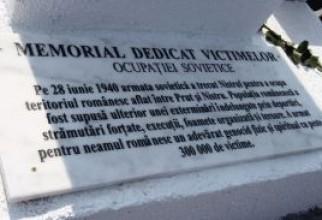 MEMORIAL DEDICAT VICTIMELOR
OCUPAȚIEI SOVIETICE
Pe 28 iunie 1940 armata sovietică a trecut Nistrul pentru a ocupa
teritoriul românesc aflat între Prut și Nistru. Populația românească a
fost supusă ulterior unei exterminări îndelungate prin deportări,
strămutări forțate, execuții, foamete organizată și teroare. A urmat
pentru neamul românesc un adevărat genocid fizic și spiritual cu peste
300 000 de victime.